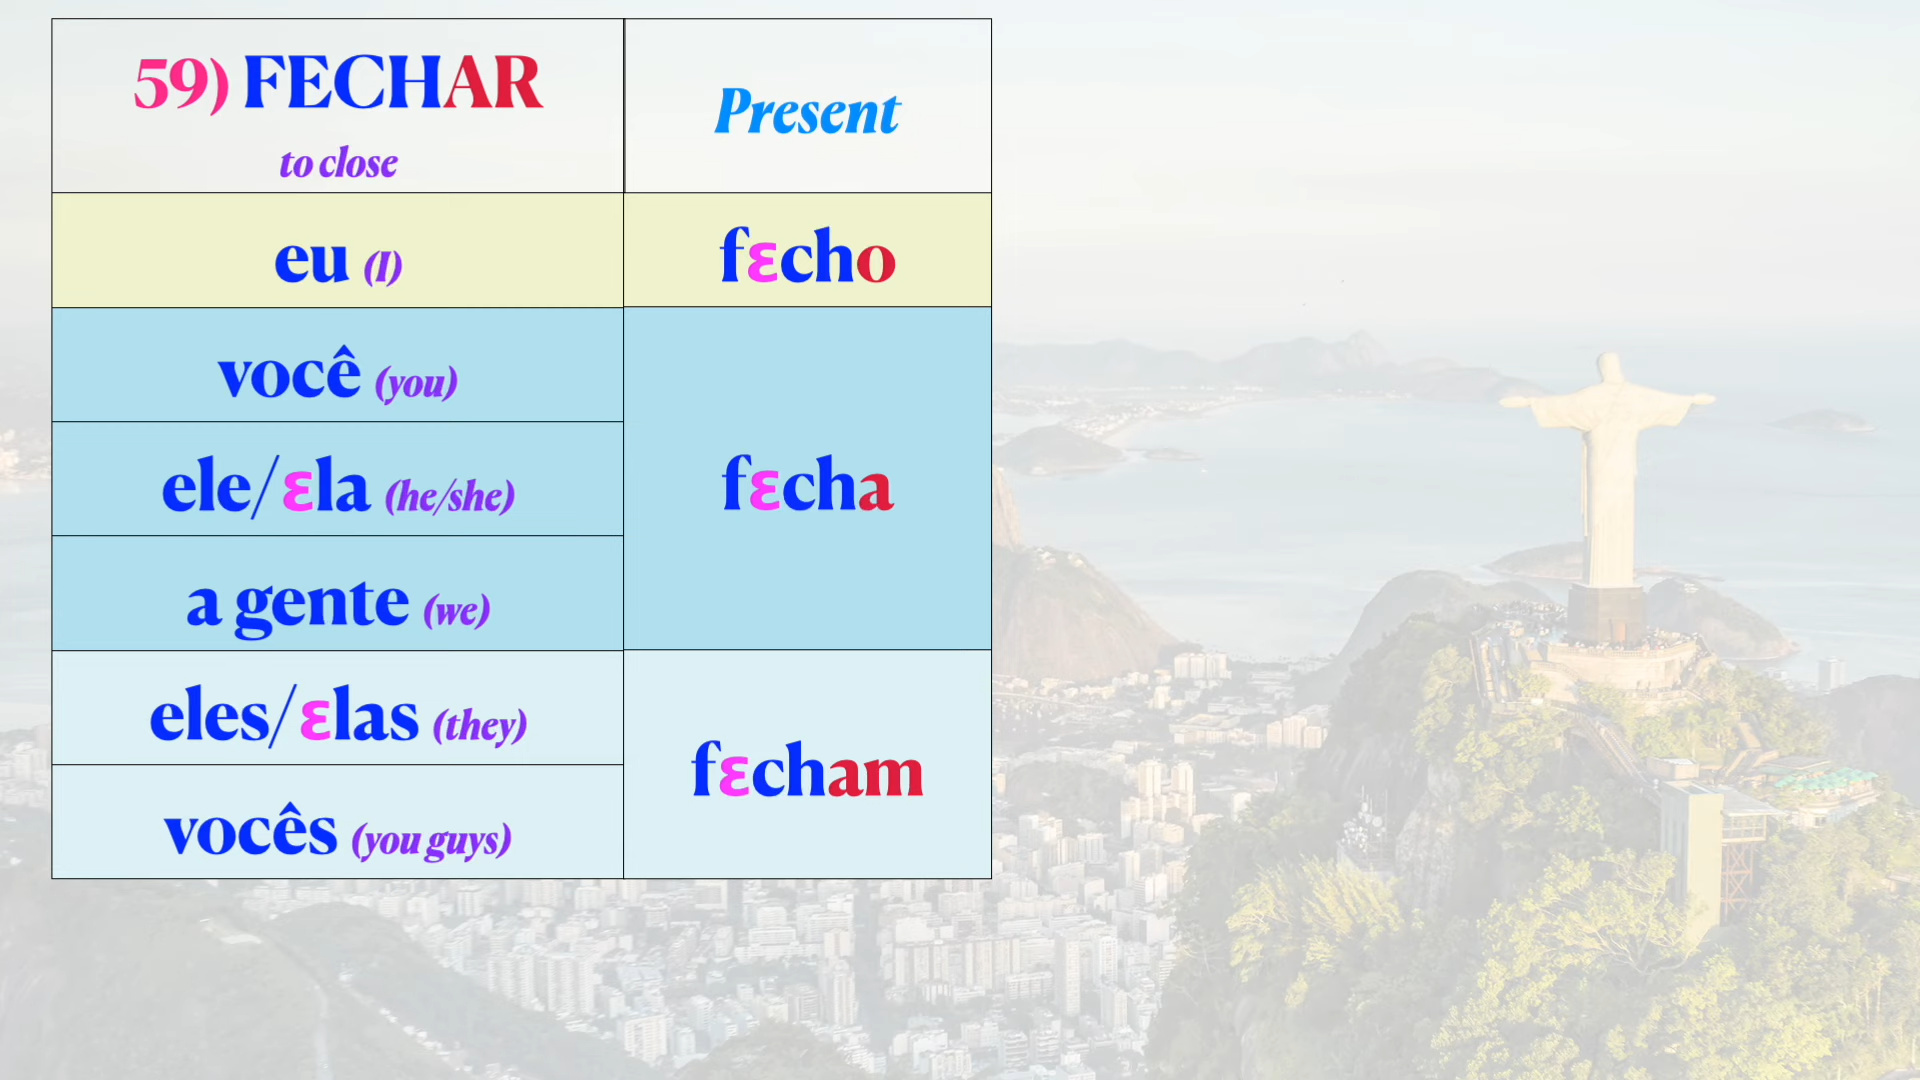 59) FECHAR
to close
Present
eu (I)
fɛcho
você (you)
ele/ɛla (he/she)
fɛcha
a gente (we)
eles/ɛlas (they)
fɛcham
vocês (you guys)